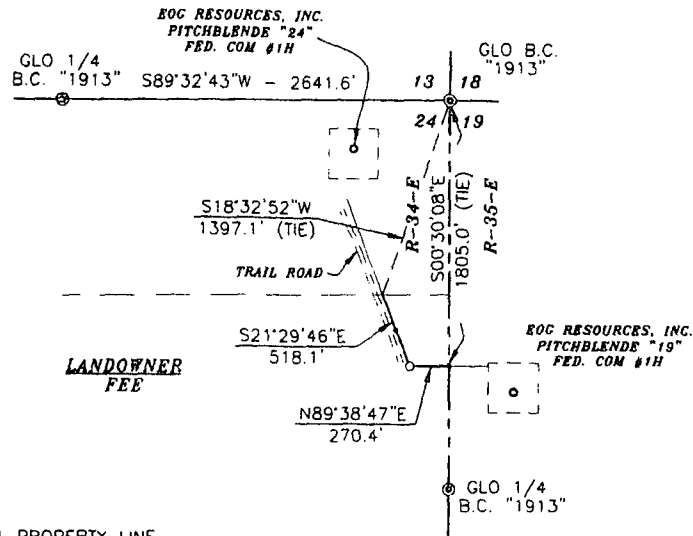 EOG RESOURCES, INC.
PITCHBLENDE "24"
FED. COM #1H
GLO 1/4
B.C. "1913"
S89°32'43"W - 2641.6'
13 18
GLO B.C.
"1913"
24 19
S18°32'52"W
1397.1' (TIE)
R-34-E
S00°30'08"E
1805.0' (TIE)
R-35-E
TRAIL ROAD
S21°29'46"E
518.1'
LANDOWNER
FEE
EOG RESOURCES, INC.
PITCHBLENDE "19"
FED. COM #1H
N89°38'47"E
270.4'
GLO 1/4
B.C. "1913"
PROPERTY LINE